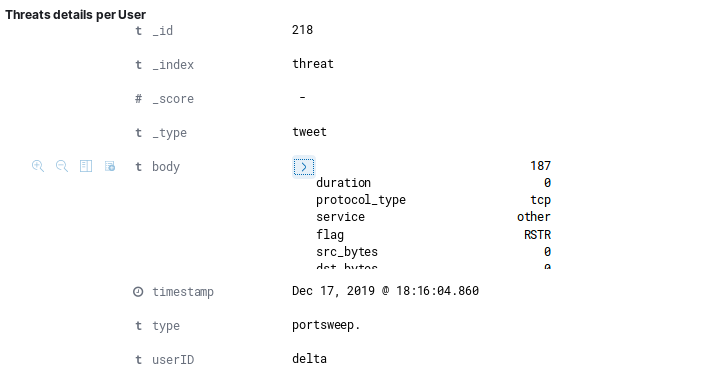 Threats details per User
t _id 218
t _index threat
# _score -
t _type tweet
t body 187
duration 0
protocol_type tcp
service other
flag RSTR
src_bytes 0
dst_bytes 0
timestamp Dec 17, 2019 @ 18:16:04.860
t type portsweep.
t userID delta